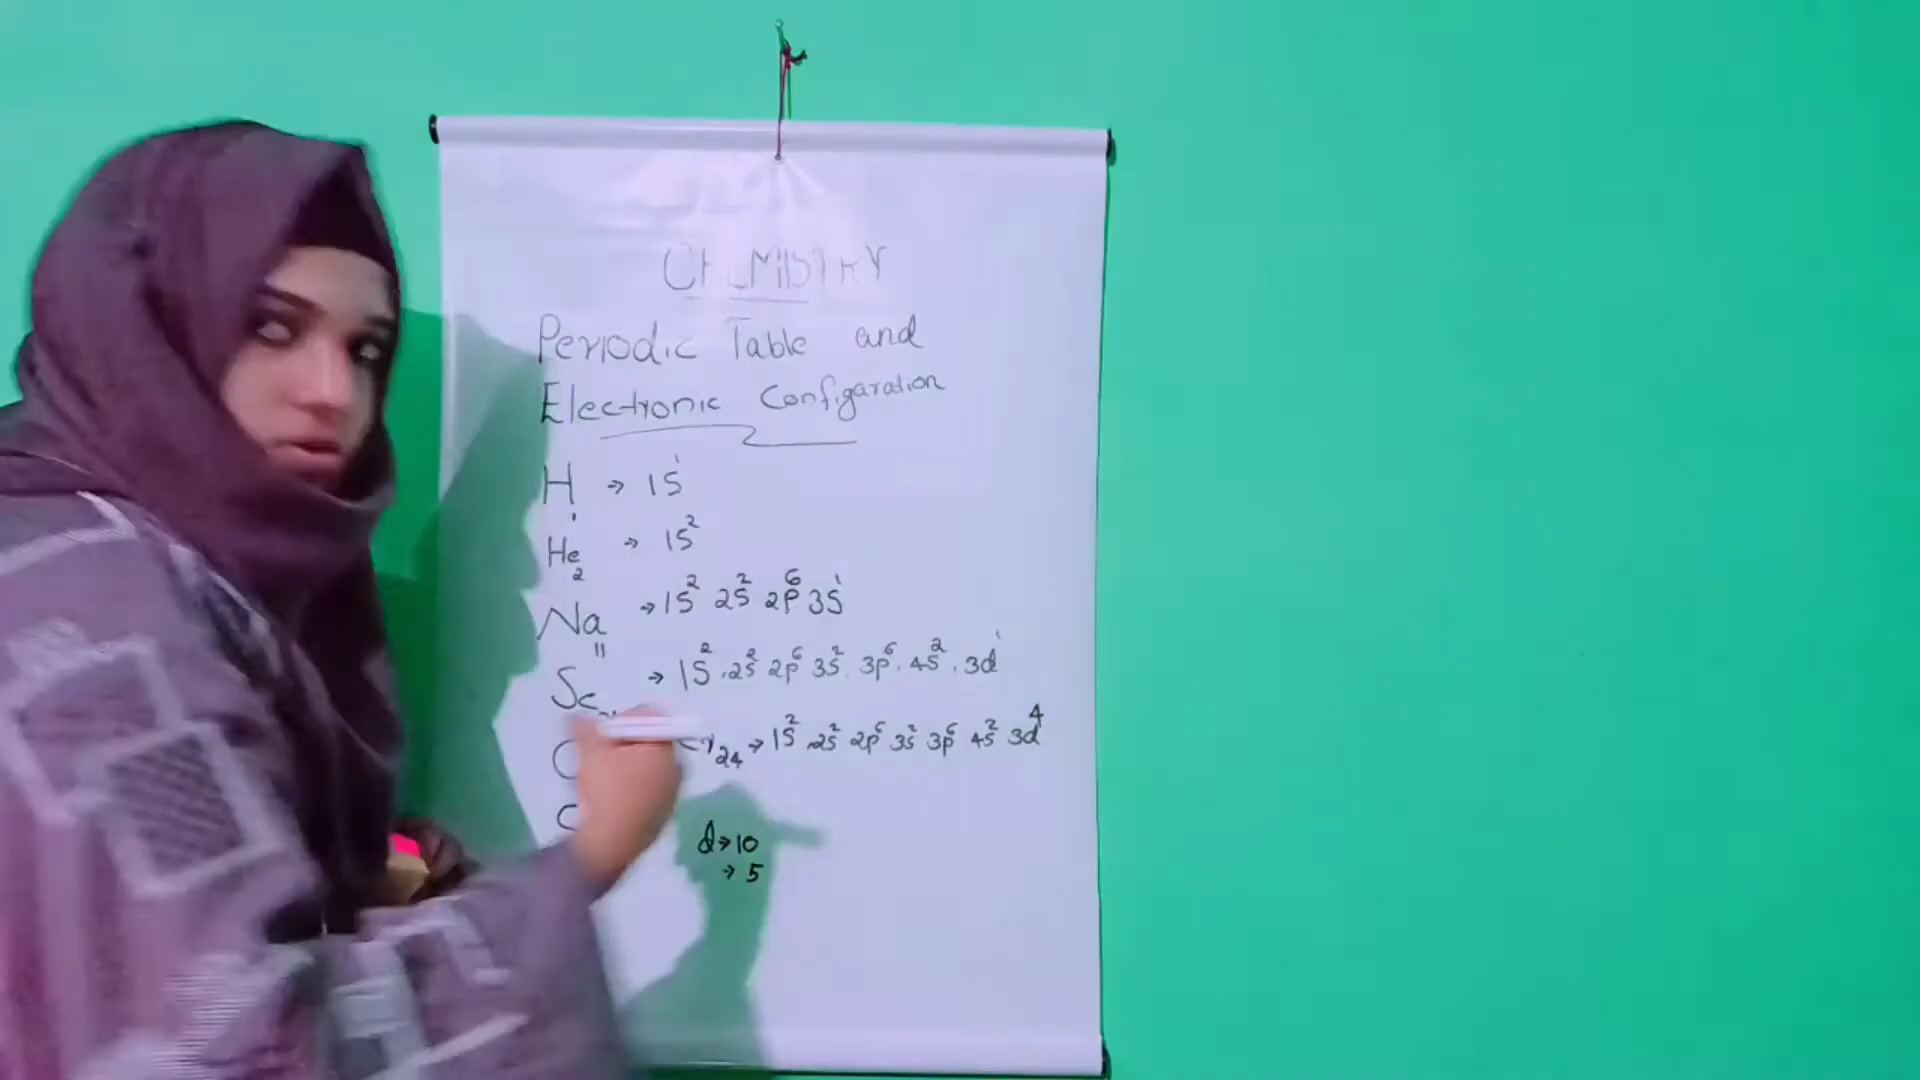 CHEMISTRY
Periodic Table and
Electronic Configaration
H₁ → 1S¹
He₂ → 1S²
Na₁₁ → 1S² 2S² 2P⁶ 3S¹
Sc → 1S² . 2S² 2P⁶ 3S² . 3P⁶ . 4S² . 3d¹
Cr₂₄ → 1S² . 2S² 2P⁶ 3S² 3P⁶ 4S² 3d⁴
d → 10
→ 5